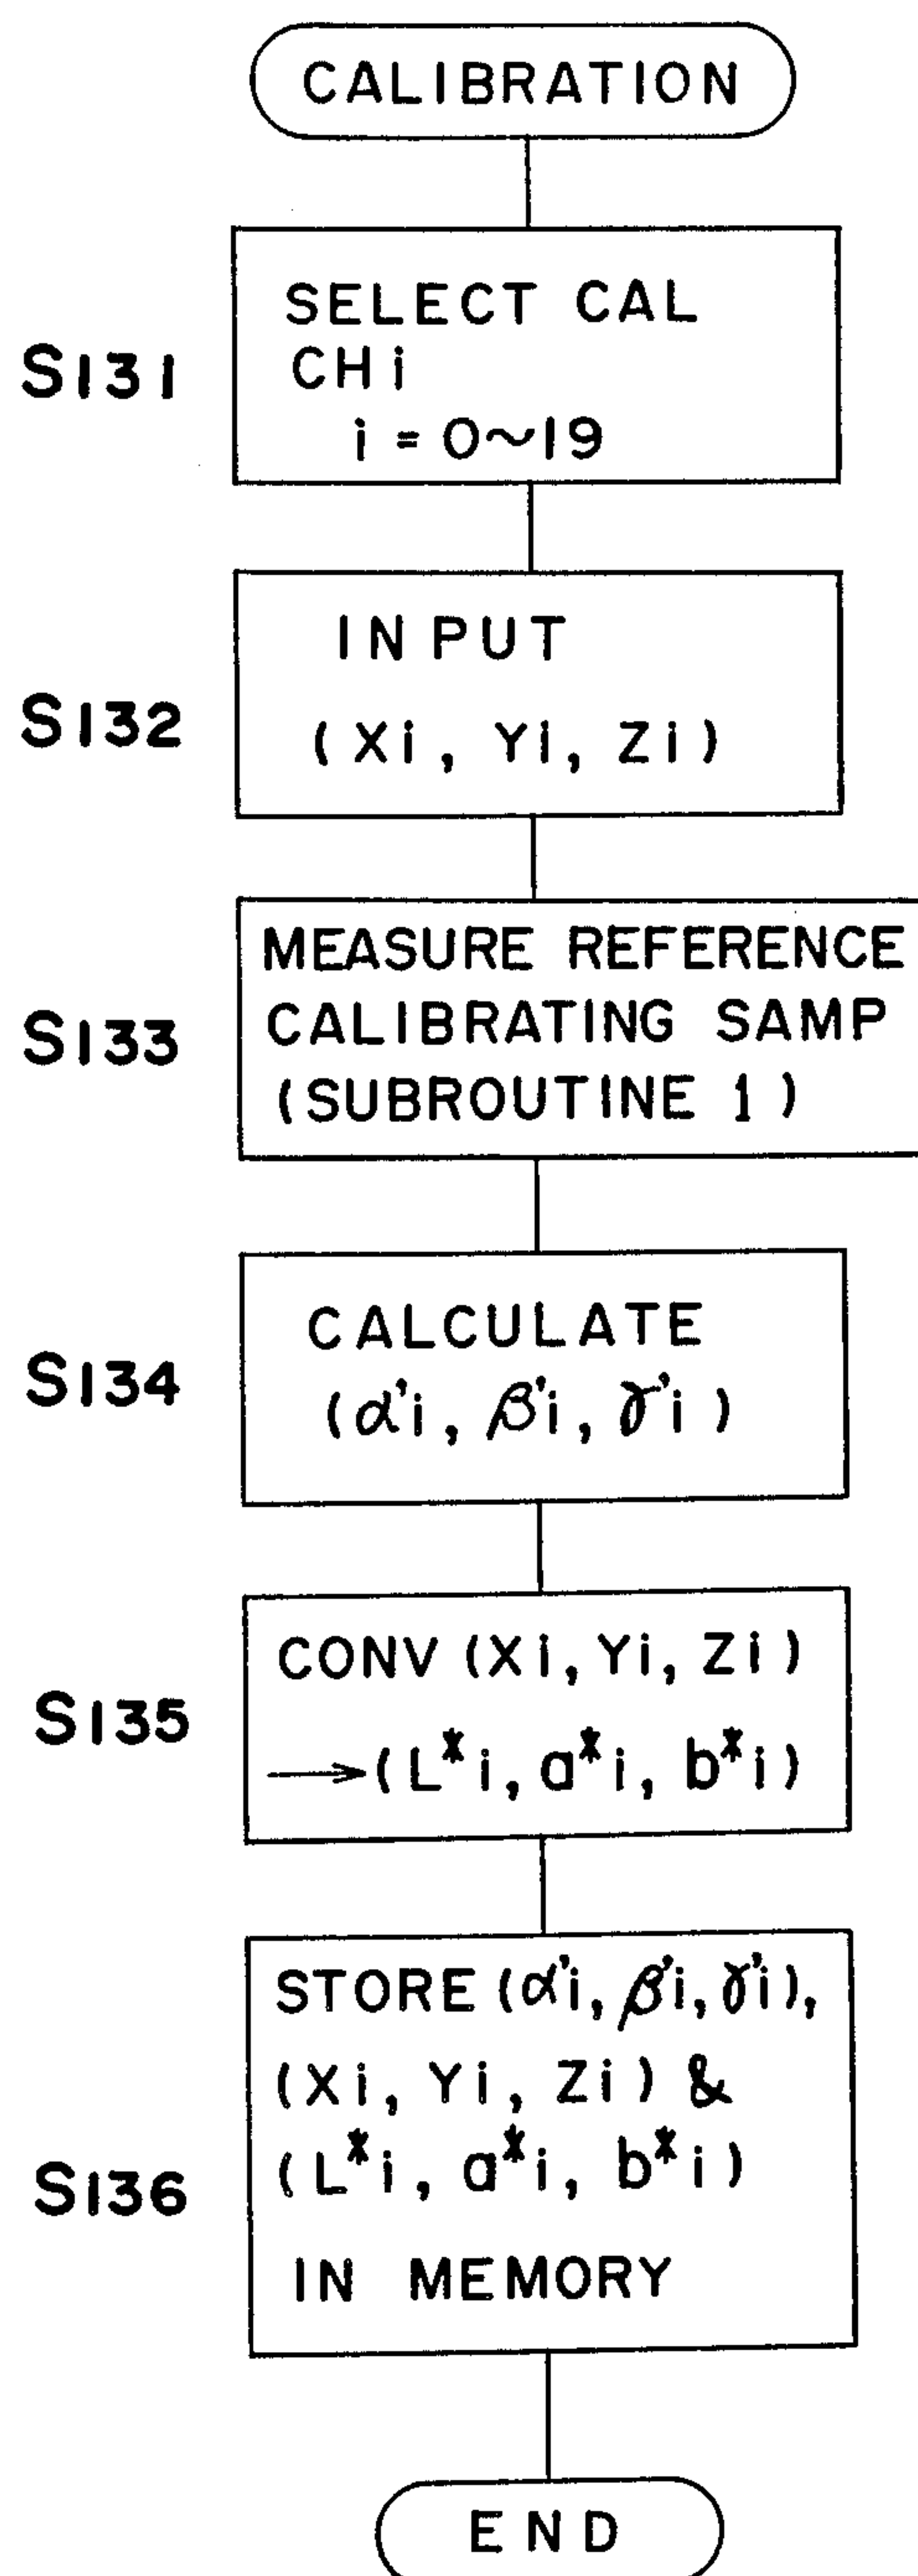 CALIBRATION
S131
SELECT CAL
CHi
i = 0~19
S132
INPUT
(Xi, Yi, Zi)
S133
MEASURE REFERENCE
CALIBRATING SAMP
(SUBROUTINE 1)
S134
CALCULATE
(α'i, β'i, γ'i)
S135
CONV (Xi, Yi, Zi)
→(L*i, a*i, b*i)
S136
STORE (α'i, β'i, γ'i),
(Xi, Yi, Zi) &
(L*i, a*i, b*i)
IN MEMORY
END